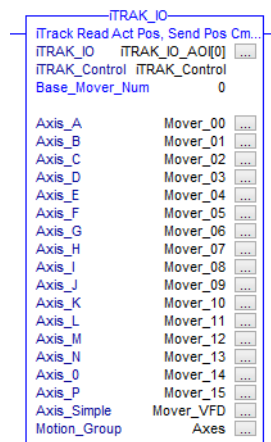 iTRAK_IO
iTrack Read Act Pos, Send Pos Cm...
iTRAK_IO iTRAK_IO_AOI[0] ...
iTRAK_Control iTRAK_Control
Base_Mover_Num 0
Axis_A Mover_00 ...
Axis_B Mover_01 ...
Axis_C Mover_02 ...
Axis_D Mover_03 ...
Axis_E Mover_04 ...
Axis_F Mover_05 ...
Axis_G Mover_06 ...
Axis_H Mover_07 ...
Axis_I Mover_08 ...
Axis_J Mover_09 ...
Axis_K Mover_10 ...
Axis_L Mover_11 ...
Axis_M Mover_12 ...
Axis_N Mover_13 ...
Axis_0 Mover_14 ...
Axis_P Mover_15 ...
Axis_Simple Mover_VFD ...
Motion_Group Axes ...